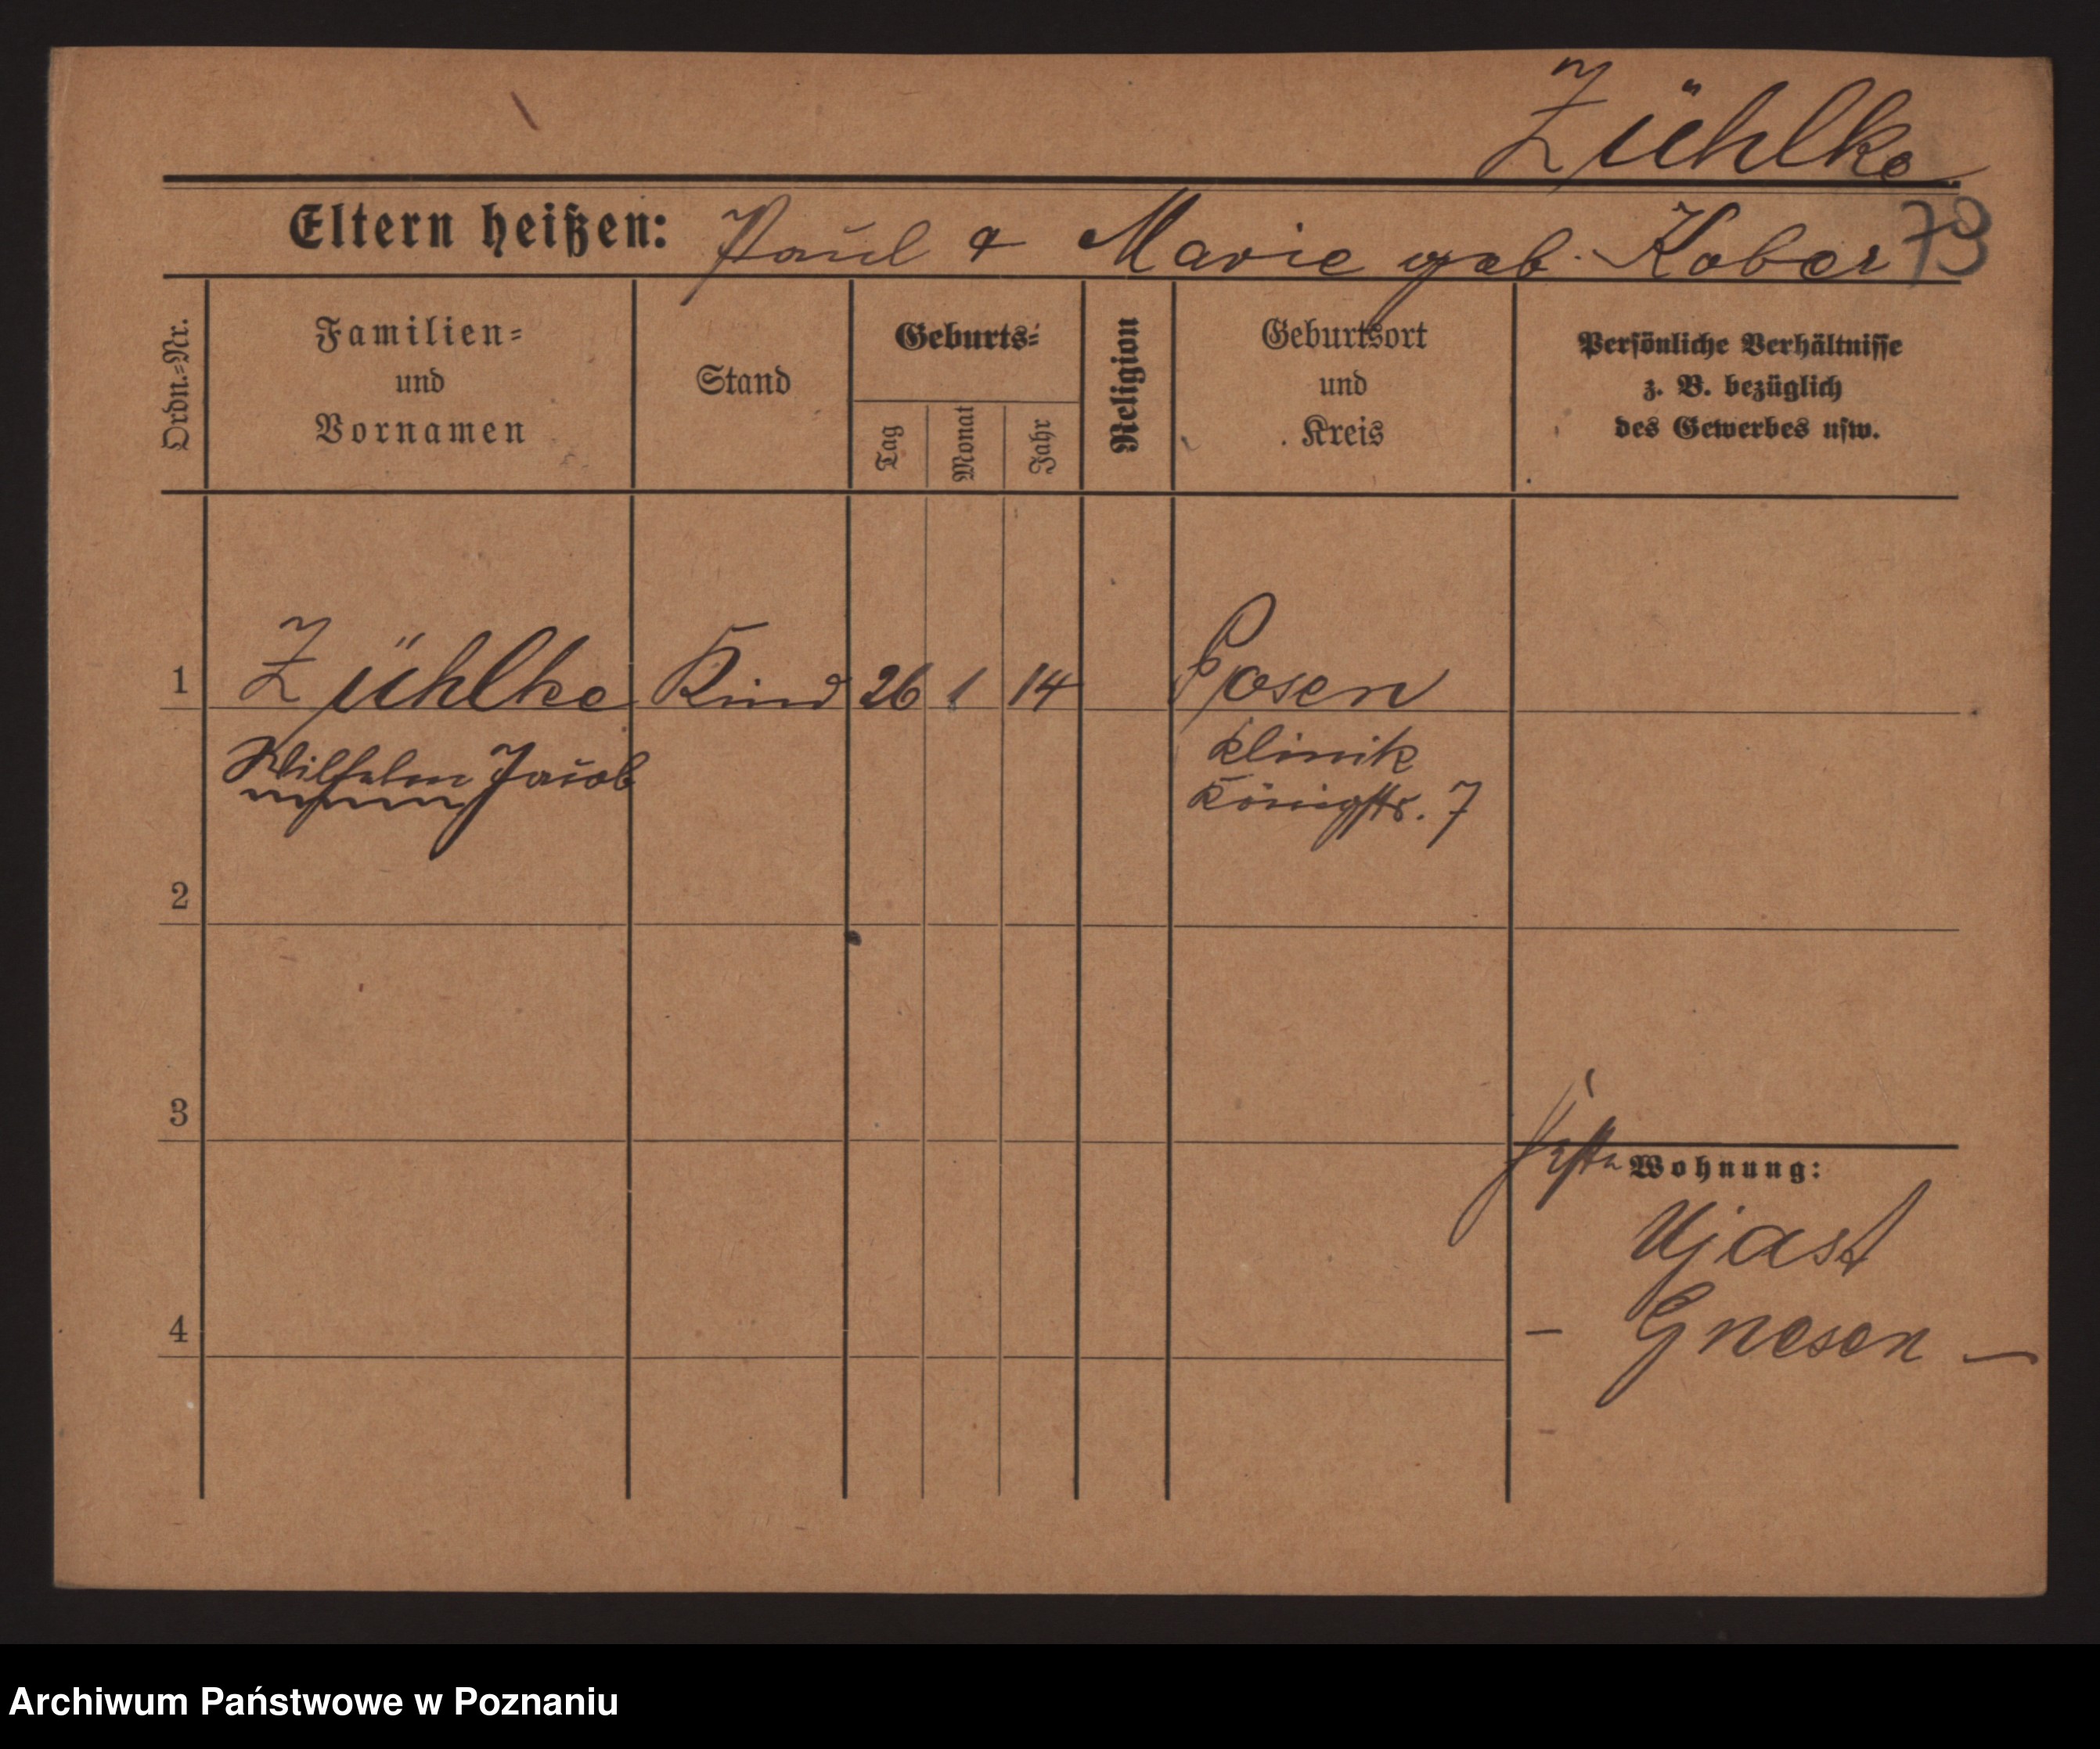 Zühlke
Eltern heißen: Paul & Marie geb. Kober 73
Ordn.-Nr.
Familien-
und
Vornamen
Stand
Geburts-
Tag
Monat
Jahr
Religion
Geburtsort
und
Kreis
Persönliche Verhältnisse
z. B. bezüglich
des Gewerbes usw.
1 Zühlke Kind 26 1 14 Posen
Wilhelm Jacob
Klinik
Königstr. 7
2
3
Wohnung:
Ujast
4
- Gnesen -
Archiwum Państwowe w Poznaniu